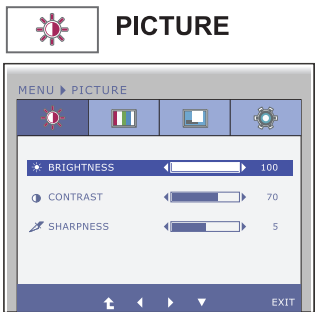 PICTURE
MENU PICTURE
BRIGHTNESS 100
CONTRAST 70
SHARPNESS 5
EXIT